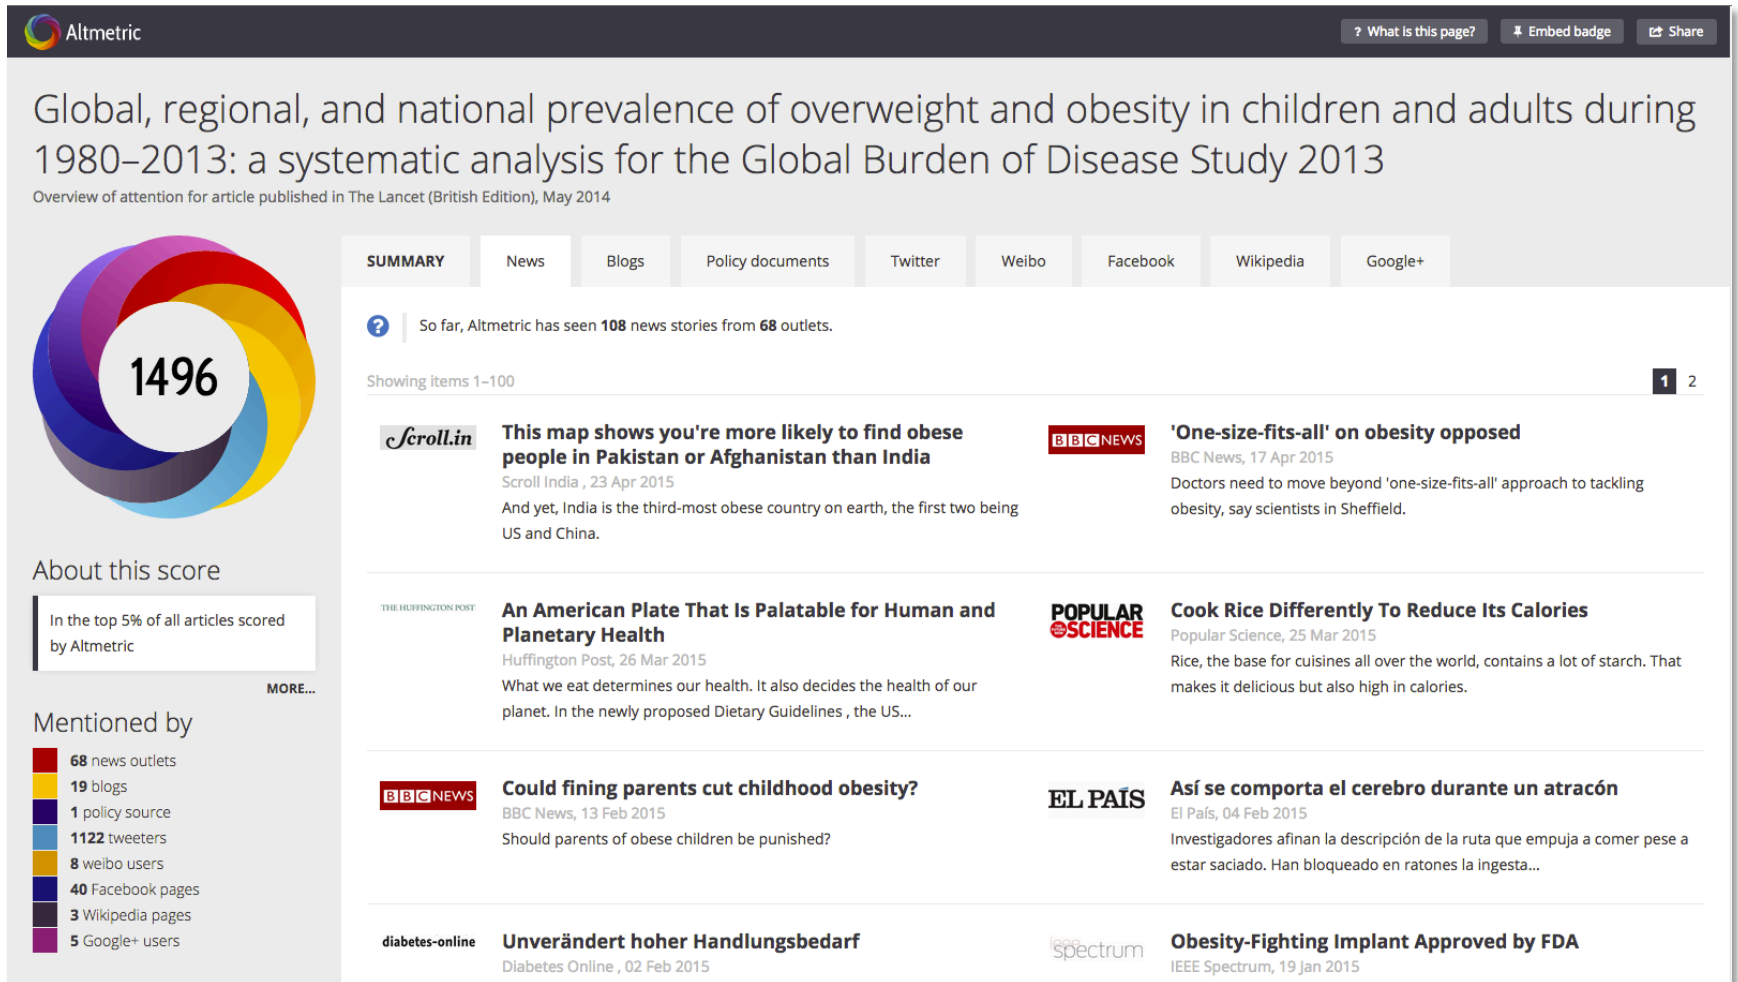 Altmetric
? What is this page?
Embed badge
Share
Global, regional, and national prevalence of overweight and obesity in children and adults during
1980–2013: a systematic analysis for the Global Burden of Disease Study 2013
Overview of attention for article published in The Lancet (British Edition), May 2014
1496
About this score
In the top 5% of all articles scored
by Altmetric
MORE...
Mentioned by
68 news outlets
19 blogs
1 policy source
1122 tweeters
8 weibo users
40 Facebook pages
3 Wikipedia pages
5 Google+ users
SUMMARY
News
Blogs
Policy documents
Twitter
Weibo
Facebook
Wikipedia
Google+
? So far, Altmetric has seen 108 news stories from 68 outlets.
Showing items 1–100
1 2
Scroll.in
This map shows you're more likely to find obese
people in Pakistan or Afghanistan than India
Scroll India , 23 Apr 2015
And yet, India is the third-most obese country on earth, the first two being
US and China.
BBC NEWS
'One-size-fits-all' on obesity opposed
BBC News, 17 Apr 2015
Doctors need to move beyond 'one-size-fits-all' approach to tackling
obesity, say scientists in Sheffield.
THE HUFFINGTON POST
An American Plate That Is Palatable for Human and
Planetary Health
Huffington Post, 26 Mar 2015
What we eat determines our health. It also decides the health of our
planet. In the newly proposed Dietary Guidelines , the US...
POPULAR
SCIENCE
Cook Rice Differently To Reduce Its Calories
Popular Science, 25 Mar 2015
Rice, the base for cuisines all over the world, contains a lot of starch. That
makes it delicious but also high in calories.
BBC NEWS
Could fining parents cut childhood obesity?
BBC News, 13 Feb 2015
Should parents of obese children be punished?
EL PAÍS
Así se comporta el cerebro durante un atracón
El País, 04 Feb 2015
Investigadores afinan la descripción de la ruta que empuja a comer pese a
estar saciado. Han bloqueado en ratones la ingesta...
diabetes-online
Unverändert hoher Handlungsbedarf
Diabetes Online , 02 Feb 2015
ieee
spectrum
Obesity-Fighting Implant Approved by FDA
IEEE Spectrum, 19 Jan 2015